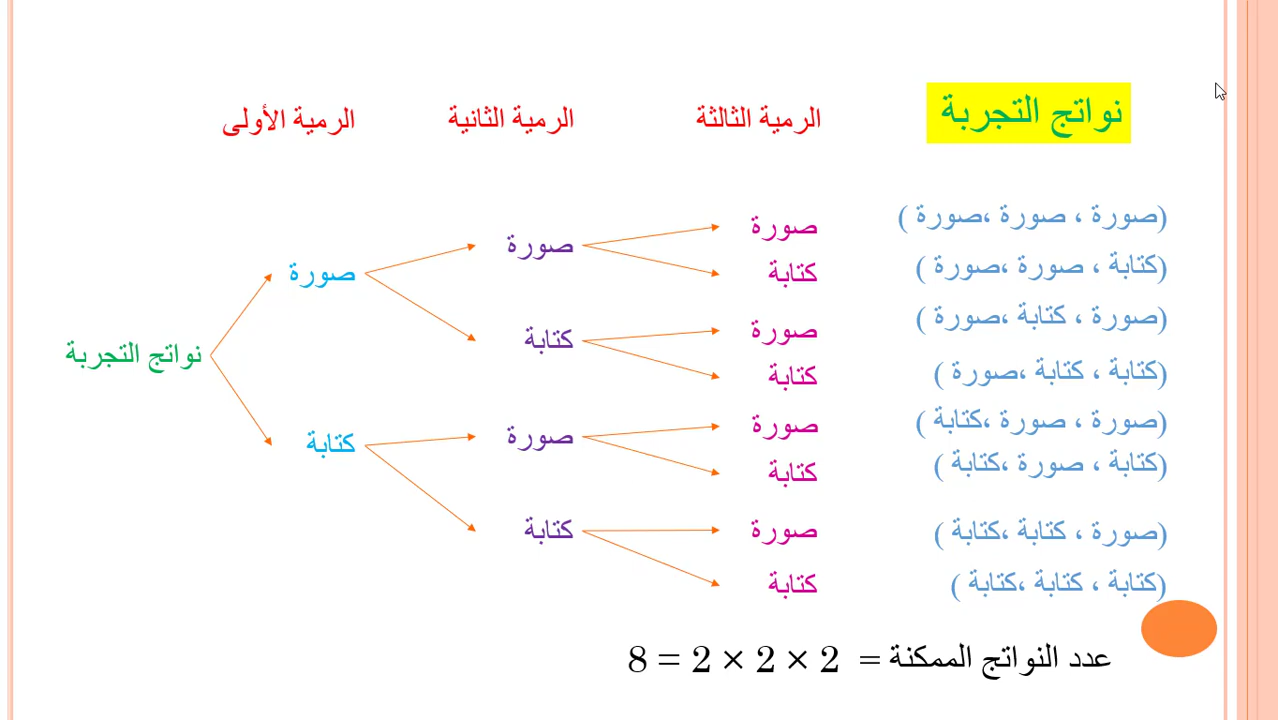 نواتج التجربة
الرمية الثالثة
الرمية الثانية
الرمية الأولى
(صورة ، صورة ،صورة )
(كتابة ، صورة ،صورة )
(صورة ، كتابة ،صورة )
(كتابة ، كتابة ،صورة )
(صورة ، صورة ،كتابة )
(كتابة ، صورة ،كتابة )
(صورة ، كتابة ،كتابة )
(كتابة ، كتابة ،كتابة )
صورة
كتابة
صورة
كتابة
صورة
كتابة
صورة
كتابة
صورة
كتابة
صورة
كتابة
صورة
كتابة
نواتج التجربة
عدد النواتج الممكنة = 2 × 2 × 2 = 8